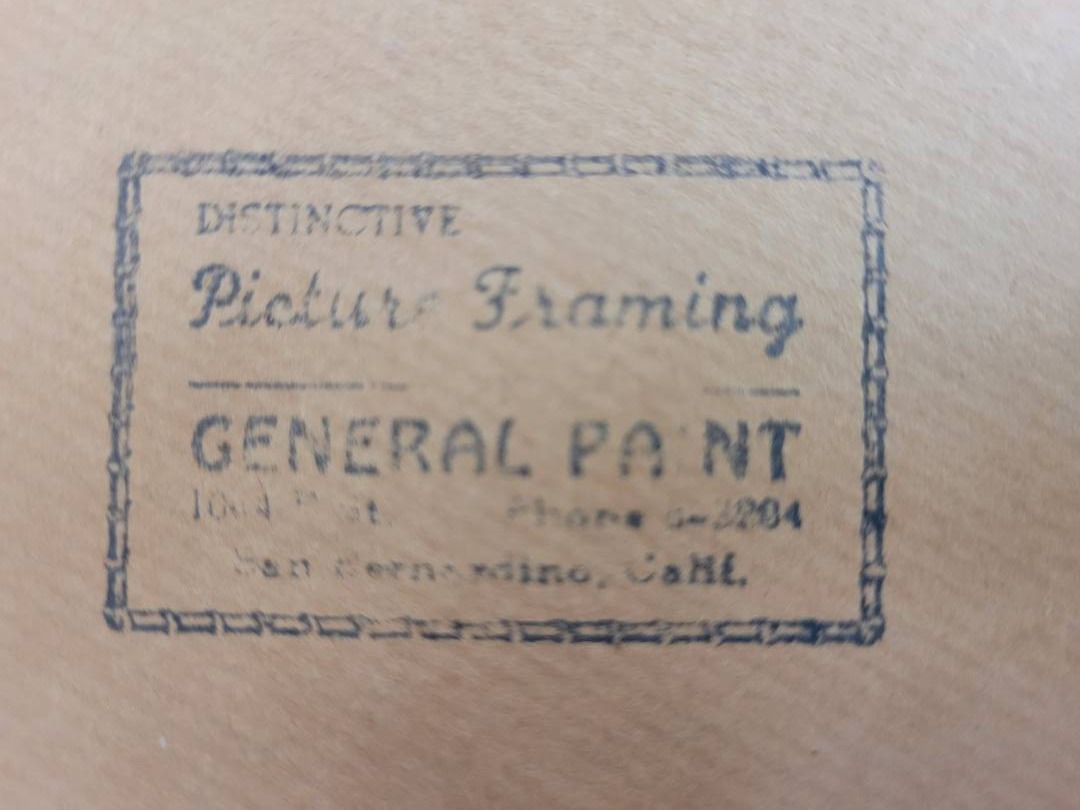 DISTINCTIVE
Picture Framing
GENERAL PAINT
Phone
San Bernardino, Calif.